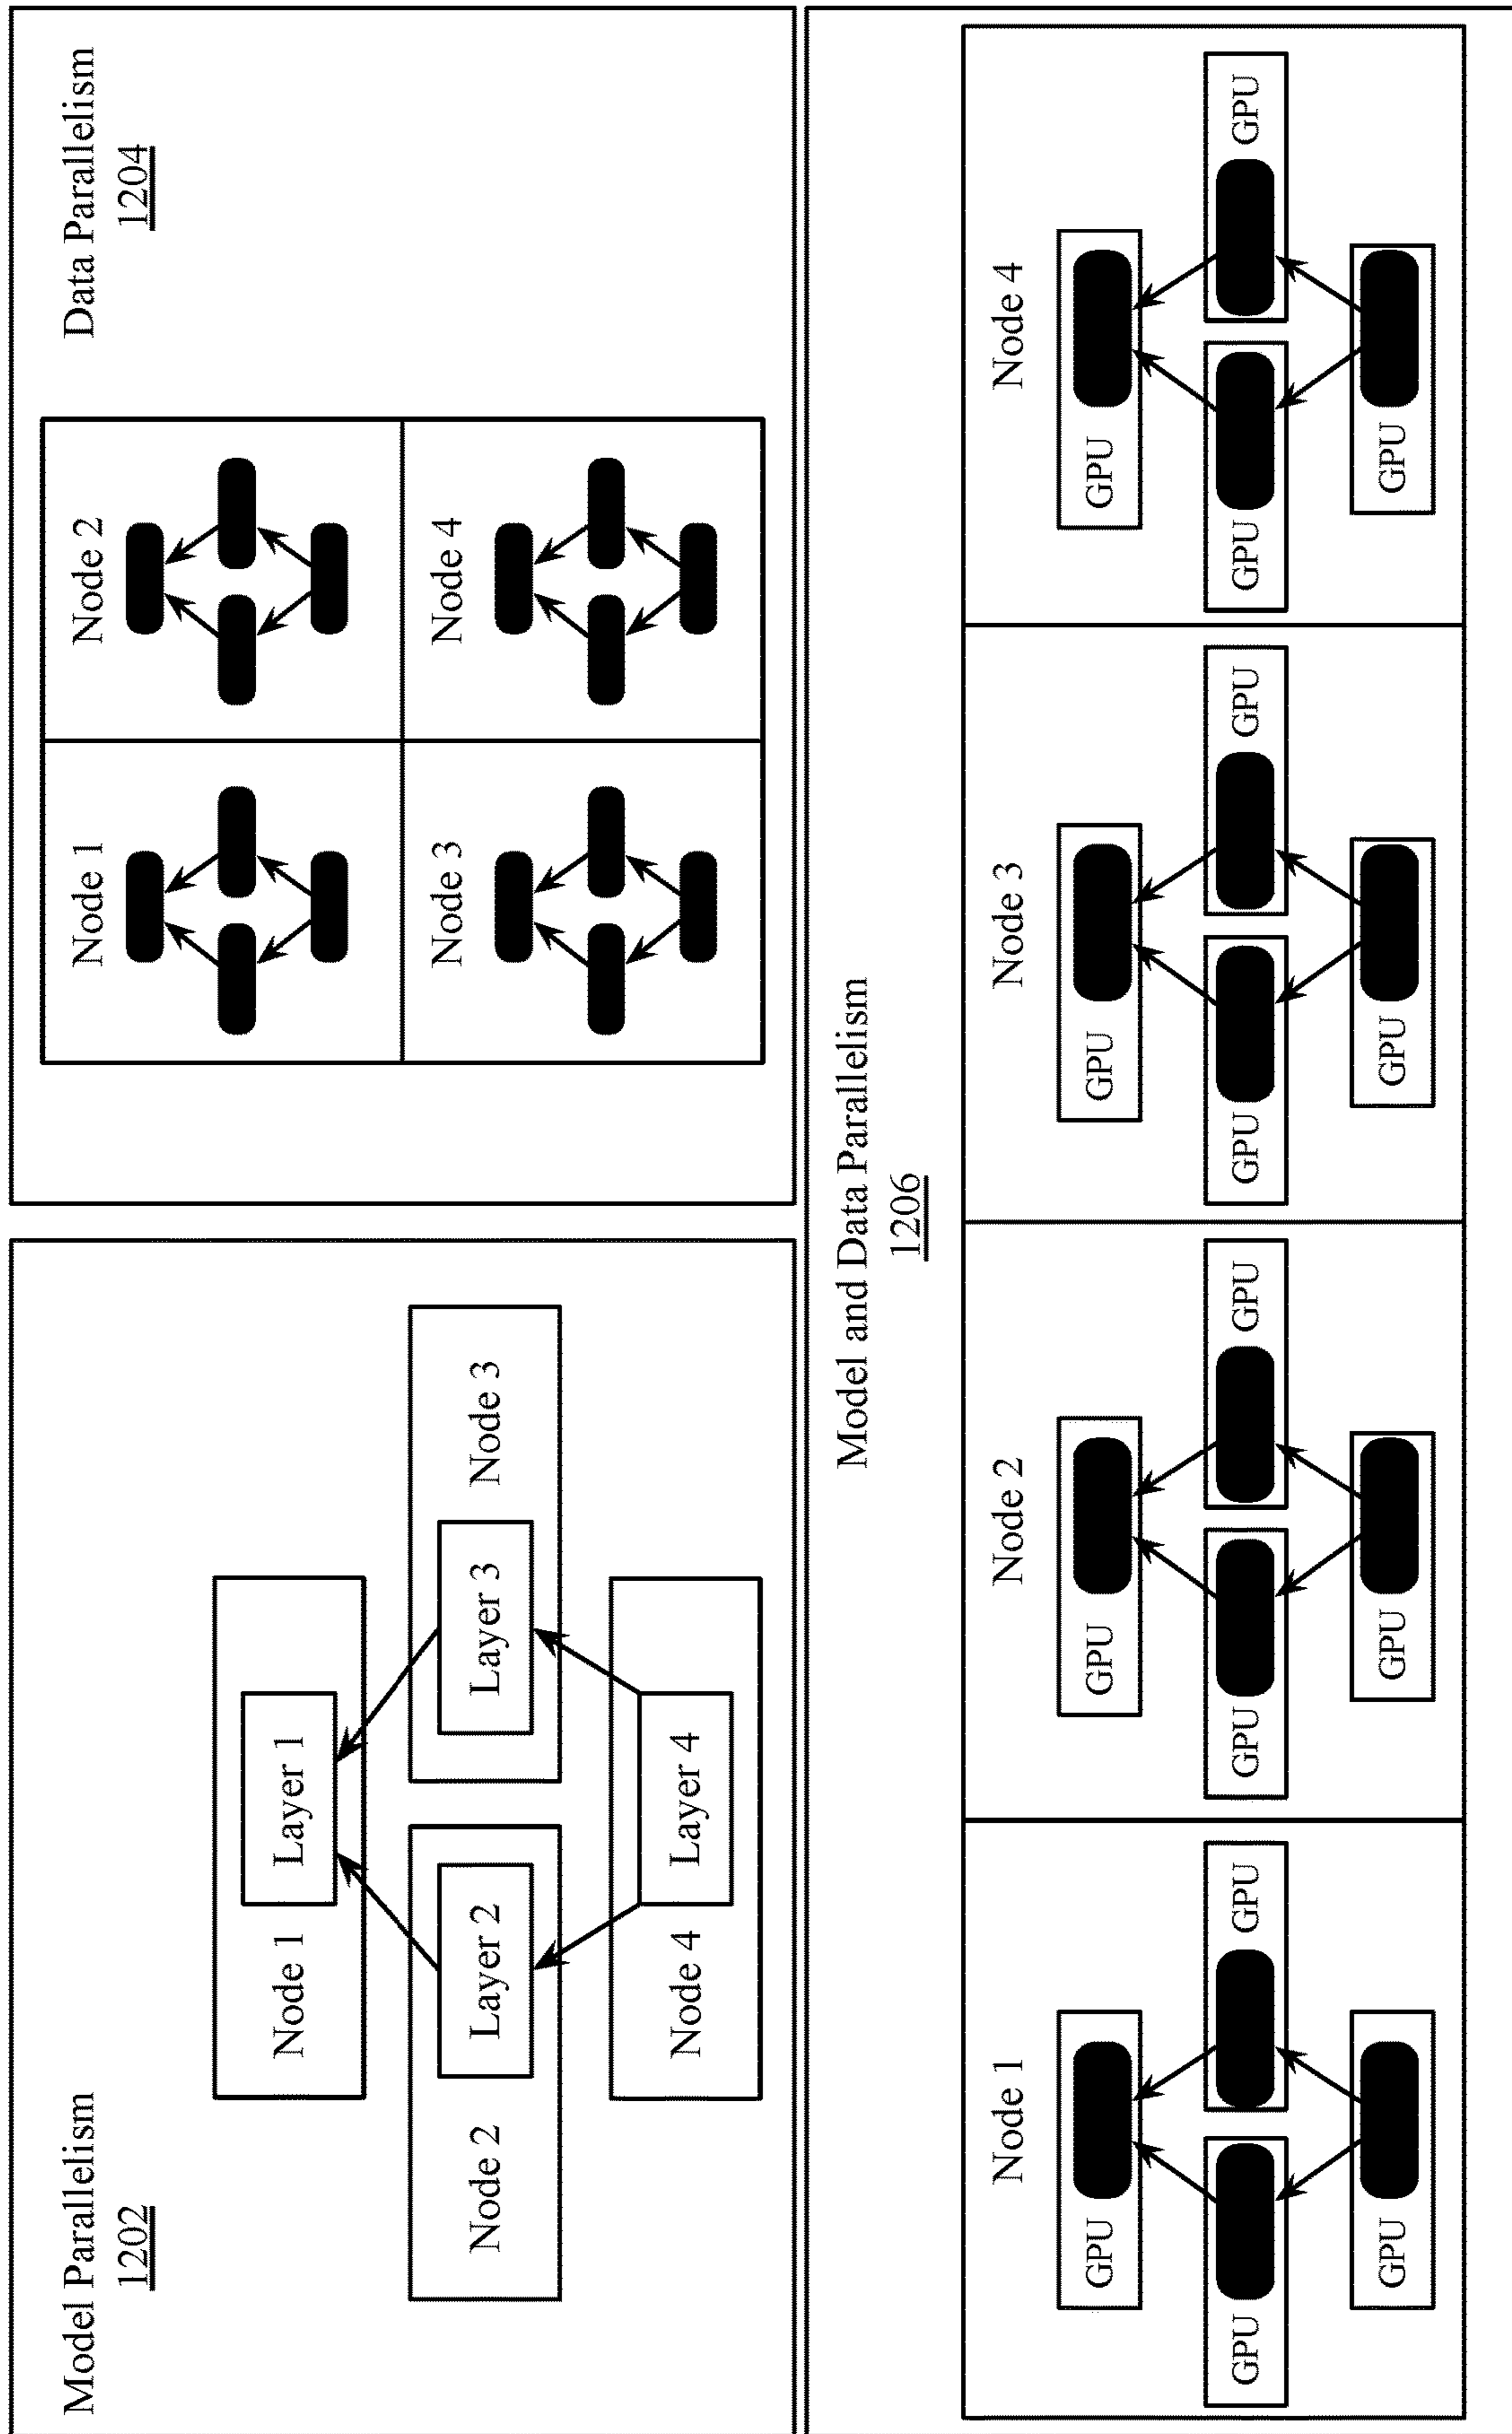 Model Parallelism
1202
Node 1
Layer 1
Node 2
Layer 2
Layer 3
Node 3
Node 4
Layer 4
Data Parallelism
1204
Node 1
Node 2
Node 3
Node 4
Model and Data Parallelism
1206
Node 1
GPU
GPU
GPU
GPU
Node 2
GPU
GPU
GPU
GPU
Node 3
GPU
GPU
GPU
GPU
Node 4
GPU
GPU
GPU
GPU